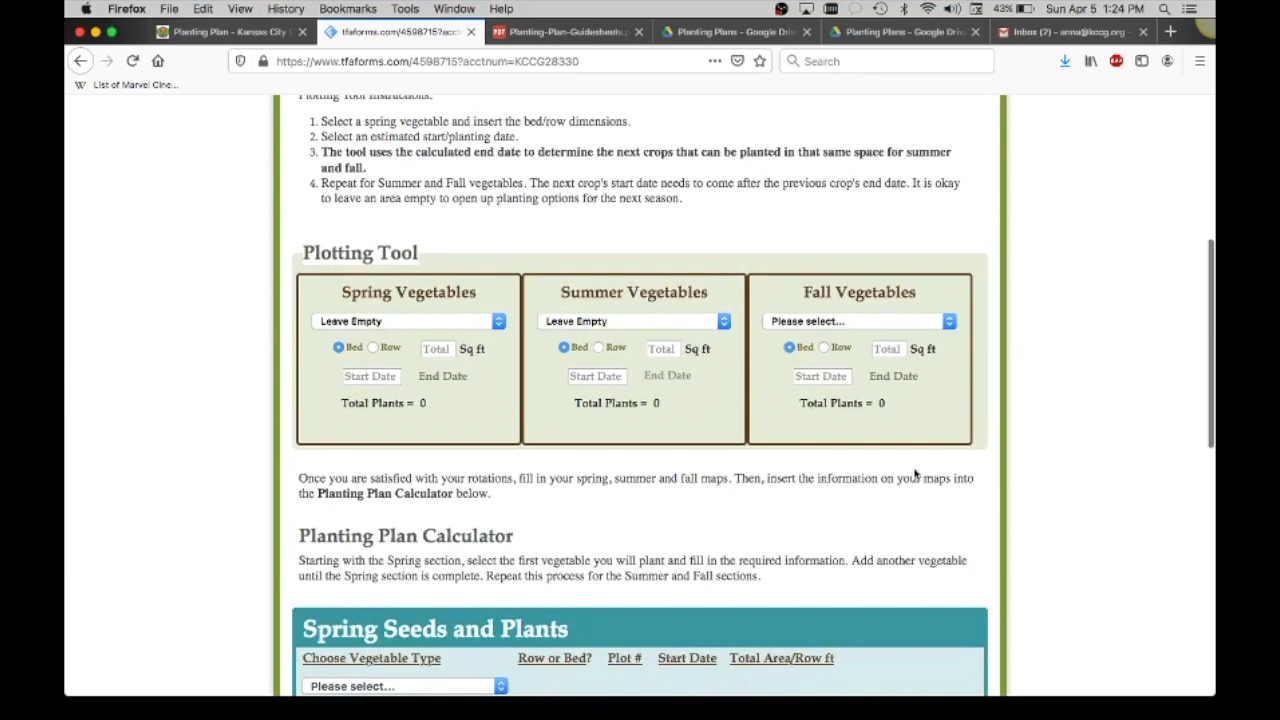 Firefox File Edit View History Bookmarks Tools Window Help 43% Sun Apr 5 1:24 PM
Planting Plan - Kansas City tfaforms.com/4598715?acct Planting-Plan-Guidesheets. Planting Plans - Google Driv Planting Plans - Google Driv Inbox (2) - anna@kccg.org -
https://www.tfaforms.com/4598715?acctnum=KCCG28330 Search
List of Marvel Cine...
Plotting Tool Instructions:
1. Select a spring vegetable and insert the bed/row dimensions.
2. Select an estimated start/planting date.
3. The tool uses the calculated end date to determine the next crops that can be planted in that same space for summer
and fall.
4. Repeat for Summer and Fall vegetables. The next crop's start date needs to come after the previous crop's end date. It is okay
to leave an area empty to open up planting options for the next season.
Plotting Tool
Spring Vegetables Summer Vegetables Fall Vegetables
Leave Empty Leave Empty Please select...
Bed Row Total Sq ft Bed Row Total Sq ft Bed Row Total Sq ft
Start Date End Date Start Date End Date Start Date End Date
Total Plants = 0 Total Plants = 0 Total Plants = 0
Once you are satisfied with your rotations, fill in your spring, summer and fall maps. Then, insert the information on your maps into
the Planting Plan Calculator below.
Planting Plan Calculator
Starting with the Spring section, select the first vegetable you will plant and fill in the required information. Add another vegetable
until the Spring section is complete. Repeat this process for the Summer and Fall sections.
Spring Seeds and Plants
Choose Vegetable Type Row or Bed? Plot # Start Date Total Area/Row ft
Please select...